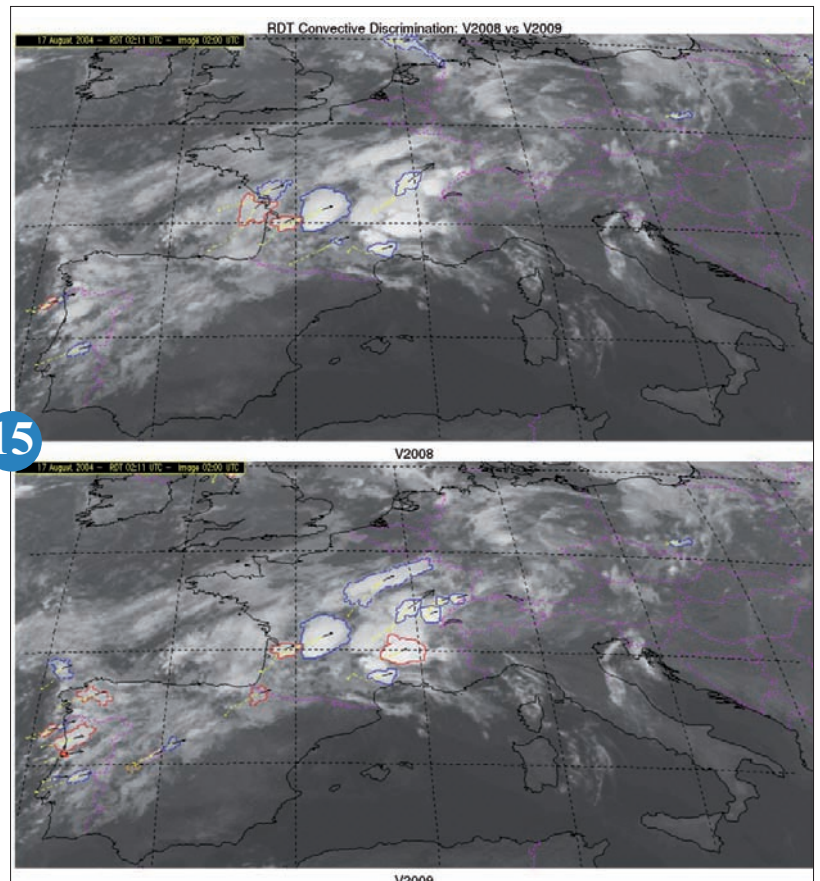 RDT Convective Discrimination: V2008 vs V2009
17 August, 2004 - RDT 02:11 UTC - Image 02:00 UTC
15
V2008
17 August, 2004 - RDT 02:11 UTC - Image 02:00 UTC
V2009